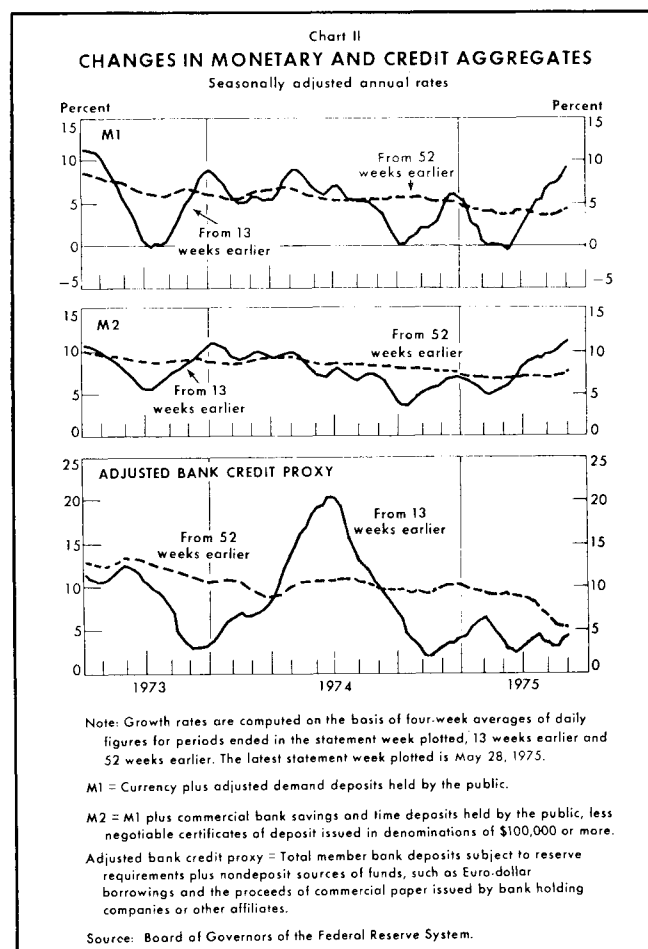 Chart II
CHANGES IN MONETARY AND CREDIT AGGREGATES
Seasonally adjusted annual rates
Percent Percent
15 15
M1
From 52
weeks earlier
10 10
5 5
From 13
weeks earlier
0 0
−5 −5
15 15
M2
From 52
weeks earlier
10 10
5 5
From 13
weeks earlier
0 0
25 25
ADJUSTED BANK CREDIT PROXY
20 20
From 13
weeks earlier
From 52
weeks earlier
15 15
10 10
5 5
0 0
1973 1974 1975
Note: Growth rates are computed on the basis of four-week averages of daily
figures for periods ended in the statement week plotted, 13 weeks earlier and
52 weeks earlier. The latest statement week plotted is May 28, 1975.
M1 = Currency plus adjusted demand deposits held by the public.
M2 = M1 plus commercial bank savings and time deposits held by the public, less
negotiable certificates of deposit issued in denominations of $100,000 or more.
Adjusted bank credit proxy = Total member bank deposits subject to reserve
requirements plus nondeposit sources of funds, such as Euro-dollar
borrowings and the proceeds of commercial paper issued by bank holding
companies or other affiliates.
Source: Board of Governors of the Federal Reserve System.